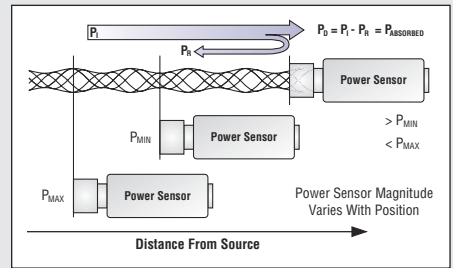 PI
PR
PD = PI - PR = PABSORBED
Power Sensor
PMIN
Power Sensor
> PMIN
< PMAX
PMAX
Power Sensor
Power Sensor Magnitude
Varies With Position
Distance From Source